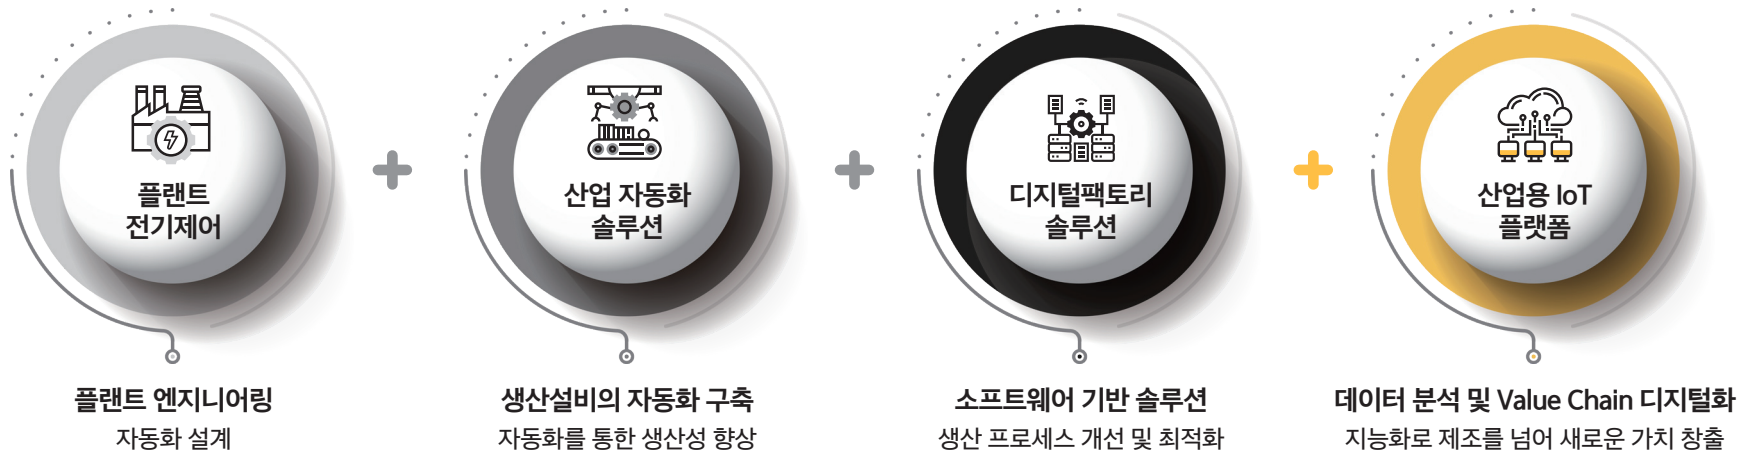 플랜트
전기제어
산업 자동화
솔루션
디지털팩토리
솔루션
산업용 IoT
플랫폼
플랜트 엔지니어링
자동화 설계
생산설비의 자동화 구축
자동화를 통한 생산성 향상
소프트웨어 기반 솔루션
생산 프로세스 개선 및 최적화
데이터 분석 및 Value Chain 디지털화
지능화로 제조를 넘어 새로운 가치 창출